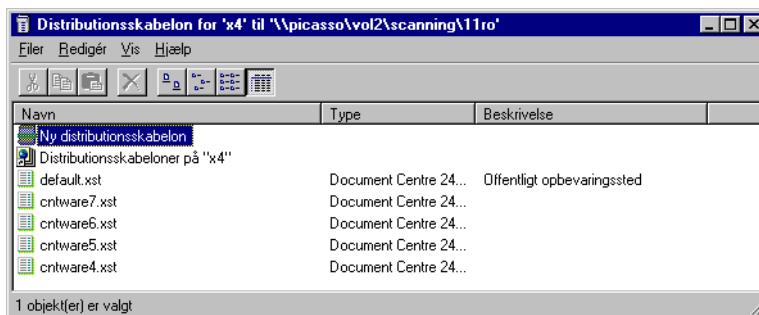 Distributionsskabelon for 'x4' til '\\picasso\vol2\scanning\11ro'
Filer Redigér Vis Hjælp
Navn Type Beskrivelse
Ny distributionsskabelon
Distributionsskabeloner på "x4"
default.xst Document Centre 24... Offentligt opbevaringssted
cntware7.xst Document Centre 24...
cntware6.xst Document Centre 24...
cntware5.xst Document Centre 24...
cntware4.xst Document Centre 24...
1 objekt(er) er valgt